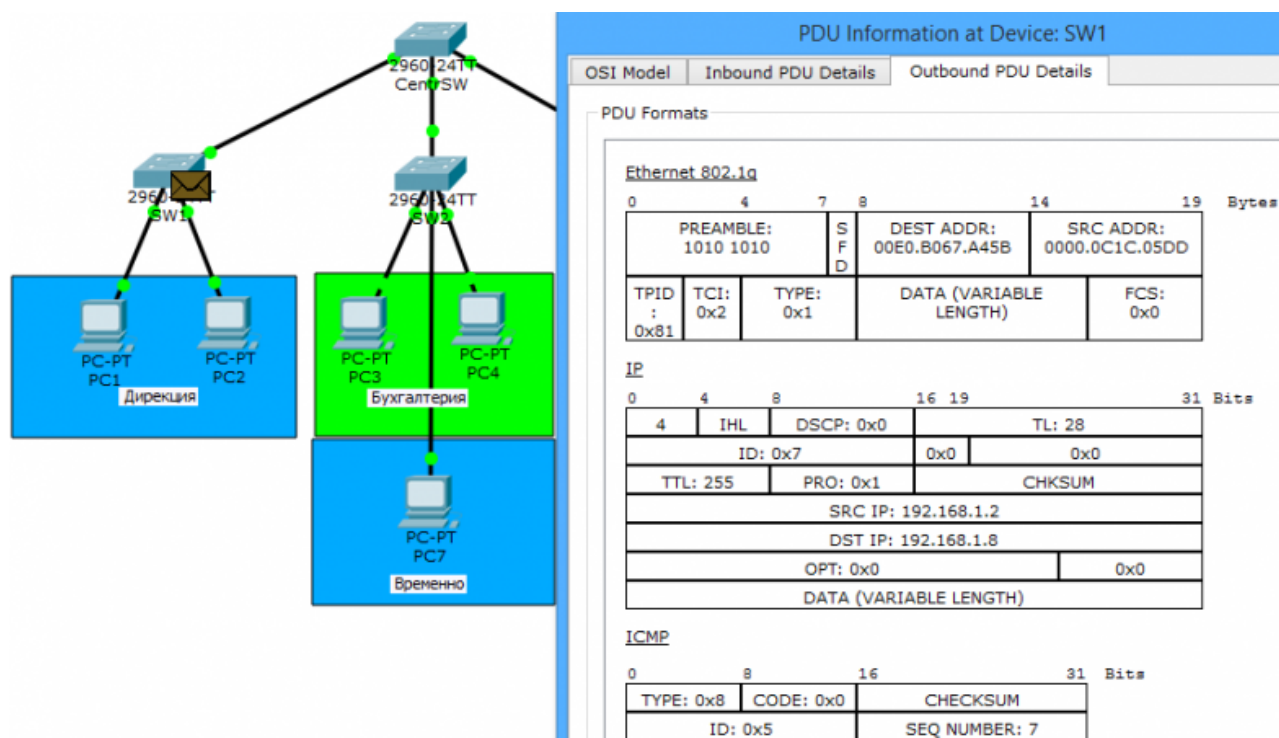 2960-24TT
CentrSW
2960-24TT
SW1
2960-24TT
SW2
PC-PT
PC1
PC-PT
PC2
Дирекция
PC-PT
PC3
PC-PT
PC4
Бухгалтерия
PC-PT
PC7
Временно
PDU Information at Device: SW1
OSI Model Inbound PDU Details Outbound PDU Details
PDU Formats
Ethernet 802.1q
0 4 7 8 14 19 Bytes
PREAMBLE:
1010 1010
S
F
D
DEST ADDR:
00E0.B067.A45B
SRC ADDR:
0000.0C1C.05DD
TPID
:
0x81
TCI:
0x2
TYPE:
0x1
DATA (VARIABLE
LENGTH)
FCS:
0x0
IP
0 4 8 16 19 31 Bits
4 IHL DSCP: 0x0 TL: 28
ID: 0x7 0x0 0x0
TTL: 255 PRO: 0x1 CHKSUM
SRC IP: 192.168.1.2
DST IP: 192.168.1.8
OPT: 0x0 0x0
DATA (VARIABLE LENGTH)
ICMP
0 8 16 31 Bits
TYPE: 0x8 CODE: 0x0 CHECKSUM
ID: 0x5 SEQ NUMBER: 7